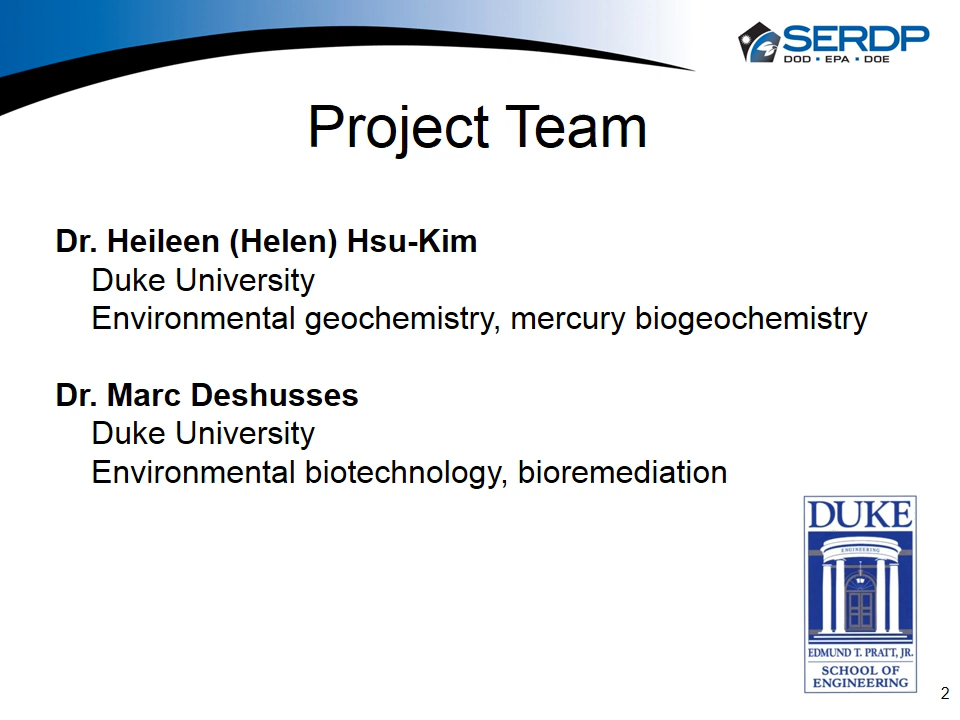 SERDP
DOD • EPA • DOE
Project Team
Dr. Heileen (Helen) Hsu-Kim
Duke University
Environmental geochemistry, mercury biogeochemistry
Dr. Marc Deshusses
Duke University
Environmental biotechnology, bioremediation
DUKE
ENGINEERING
EDMUND T. PRATT, JR.
SCHOOL OF
ENGINEERING
2